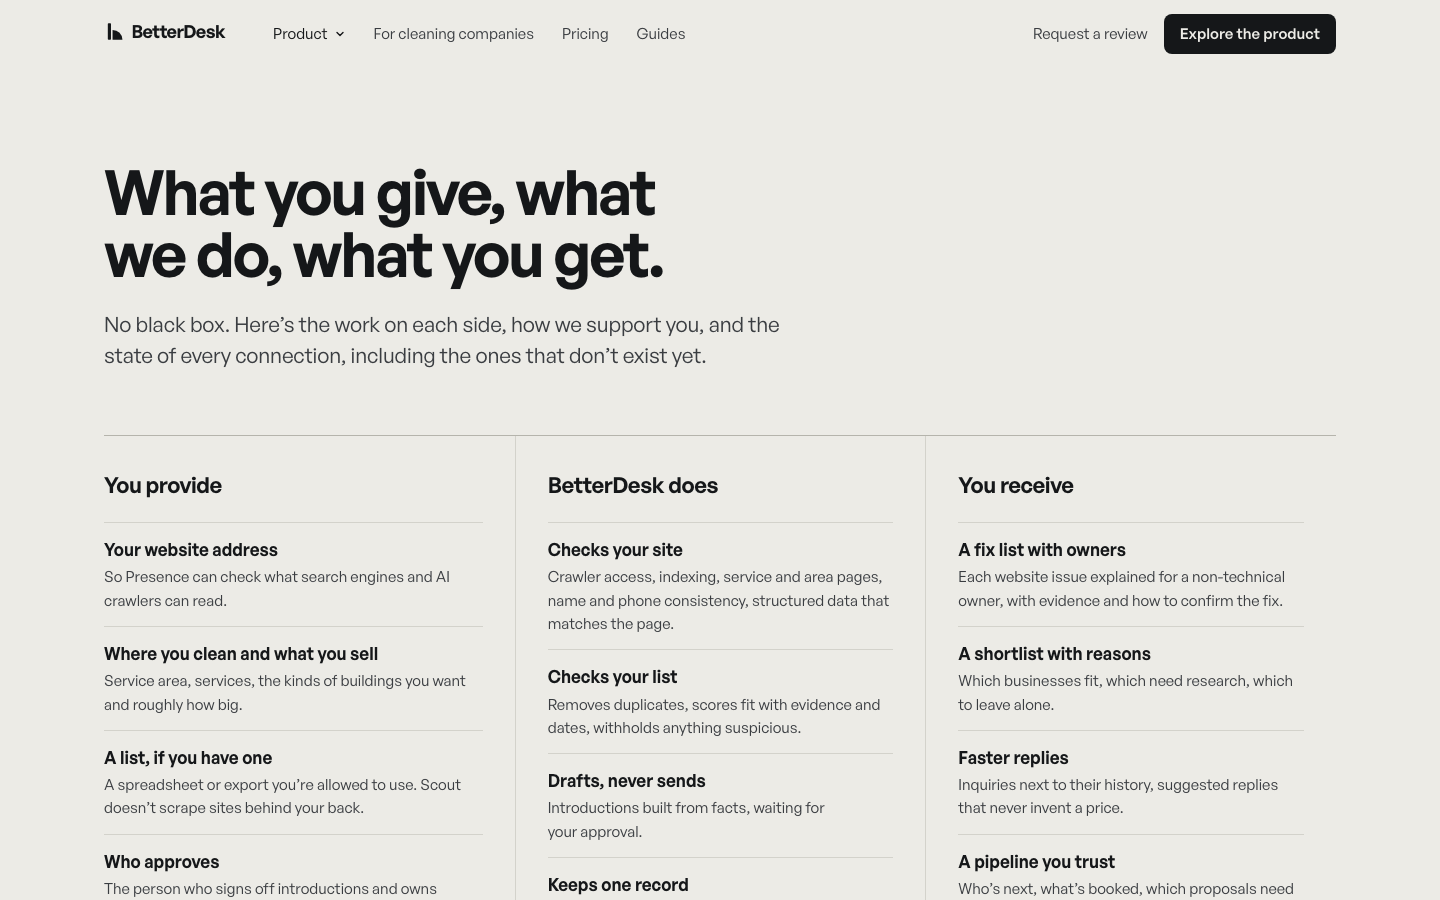 BetterDesk
Product
For cleaning companies
Pricing
Guides
Request a review
Explore the product
What you give, what
we do, what you get.
No black box. Here’s the work on each side, how we support you, and the
state of every connection, including the ones that don’t exist yet.
You provide
Your website address
So Presence can check what search engines and AI
crawlers can read.
Where you clean and what you sell
Service area, services, the kinds of buildings you want
and roughly how big.
A list, if you have one
A spreadsheet or export you’re allowed to use. Scout
doesn’t scrape sites behind your back.
Who approves
The person who signs off introductions and owns
BetterDesk does
Checks your site
Crawler access, indexing, service and area pages,
name and phone consistency, structured data that
matches the page.
Checks your list
Removes duplicates, scores fit with evidence and
dates, withholds anything suspicious.
Drafts, never sends
Introductions built from facts, waiting for
your approval.
Keeps one record
You receive
A fix list with owners
Each website issue explained for a non-technical
owner, with evidence and how to confirm the fix.
A shortlist with reasons
Which businesses fit, which need research, which
to leave alone.
Faster replies
Inquiries next to their history, suggested replies
that never invent a price.
A pipeline you trust
Who’s next, what’s booked, which proposals need